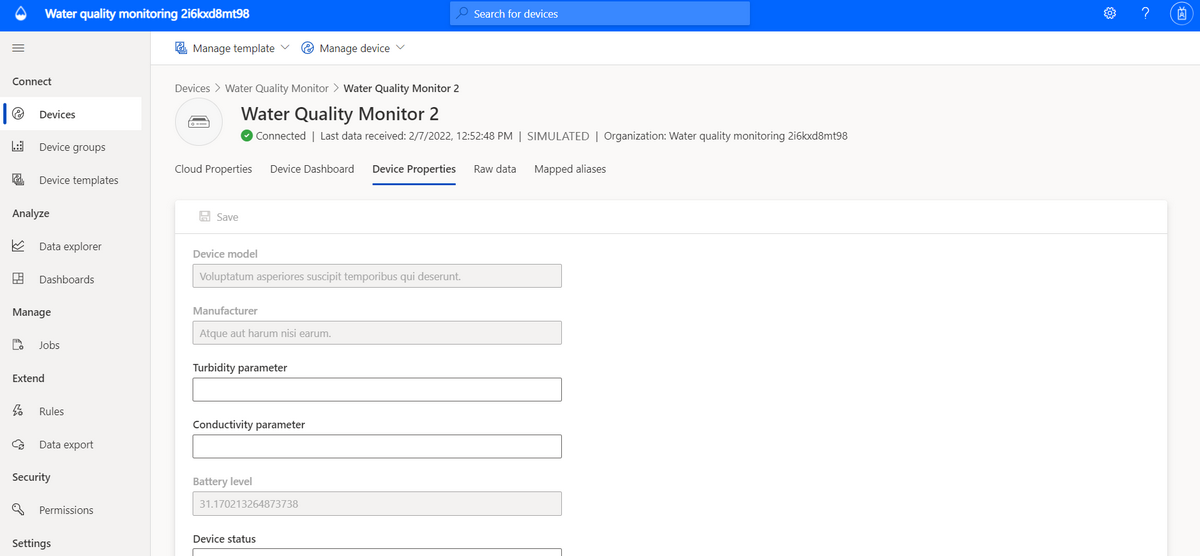 Water quality monitoring 2i6kxd8mt98
Search for devices
?
Manage template
Manage device
Connect
Devices
Device groups
Device templates
Analyze
Data explorer
Dashboards
Manage
Jobs
Extend
Rules
Data export
Security
Permissions
Settings
Devices > Water Quality Monitor > Water Quality Monitor 2
Water Quality Monitor 2
Connected | Last data received: 2/7/2022, 12:52:48 PM | SIMULATED | Organization: Water quality monitoring 2i6kxd8mt98
Cloud Properties Device Dashboard Device Properties Raw data Mapped aliases
Save
Device model
Voluptatum asperiores suscipit temporibus qui deserunt.
Manufacturer
Atque aut harum nisi earum.
Turbidity parameter
Conductivity parameter
Battery level
31.170213264873738
Device status